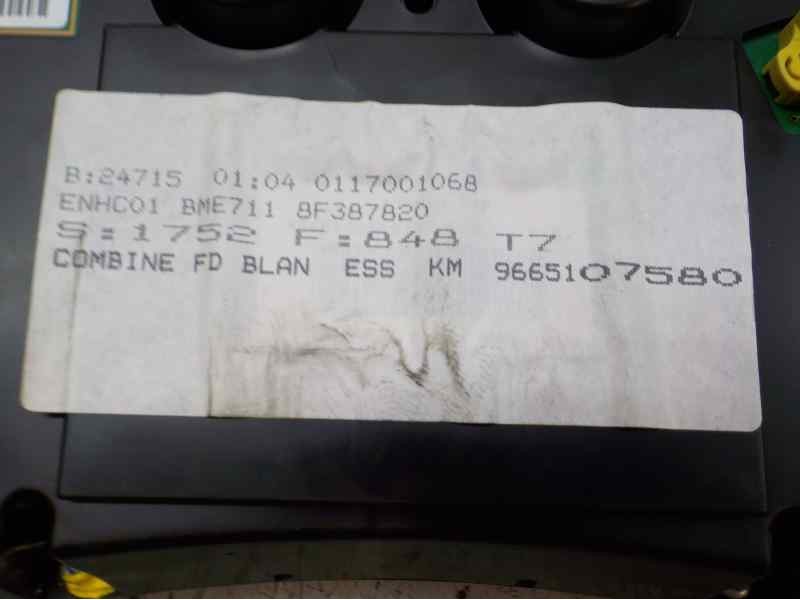 B:24715 01:04 0117001068
ENHC01 BME711 8F387820
S=1752 F=848 T7
COMBINE FD BLAN ESS KM 9665107580